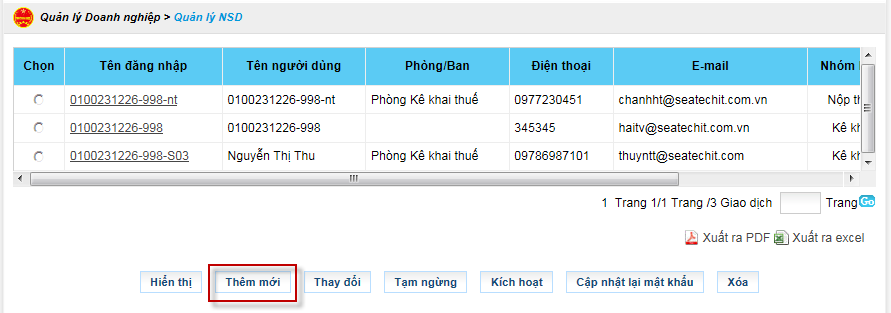 Quản lý Doanh nghiệp > Quản lý NSD
Chọn Tên đăng nhập Tên người dùng Phòng/Ban Điện thoại E-mail Nhóm
0100231226-998-nt 0100231226-998-nt Phòng Kê khai thuế 0977230451 chanhht@seatechit.com.vn Nộp th
0100231226-998 0100231226-998 345345 haitv@seatechit.com.vn Kê kh
0100231226-998-S03 Nguyễn Thị Thu Phòng Kê khai thuế 09786987101 thuyntt@seatechit.com Kê kh
1 Trang 1/1 Trang /3 Giao dịch Trang Go
Xuất ra PDF Xuất ra excel
Hiển thị Thêm mới Thay đổi Tạm ngừng Kích hoạt Cập nhật lại mật khẩu Xóa